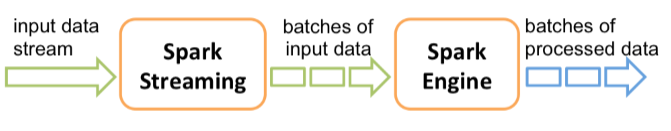 input data
stream
Spark
Streaming
batches of
input data
Spark
Engine
batches of
processed data